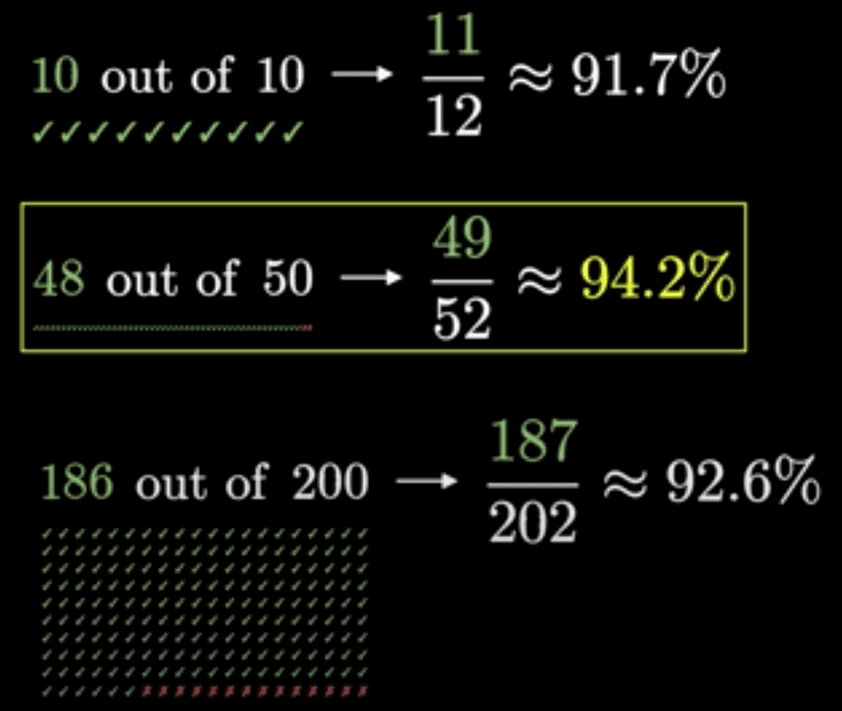 10 out of 10 → 11/12 ≈ 91.7%
✓✓✓✓✓✓✓✓✓✓
48 out of 50 → 49/52 ≈ 94.2%
186 out of 200 → 187/202 ≈ 92.6%